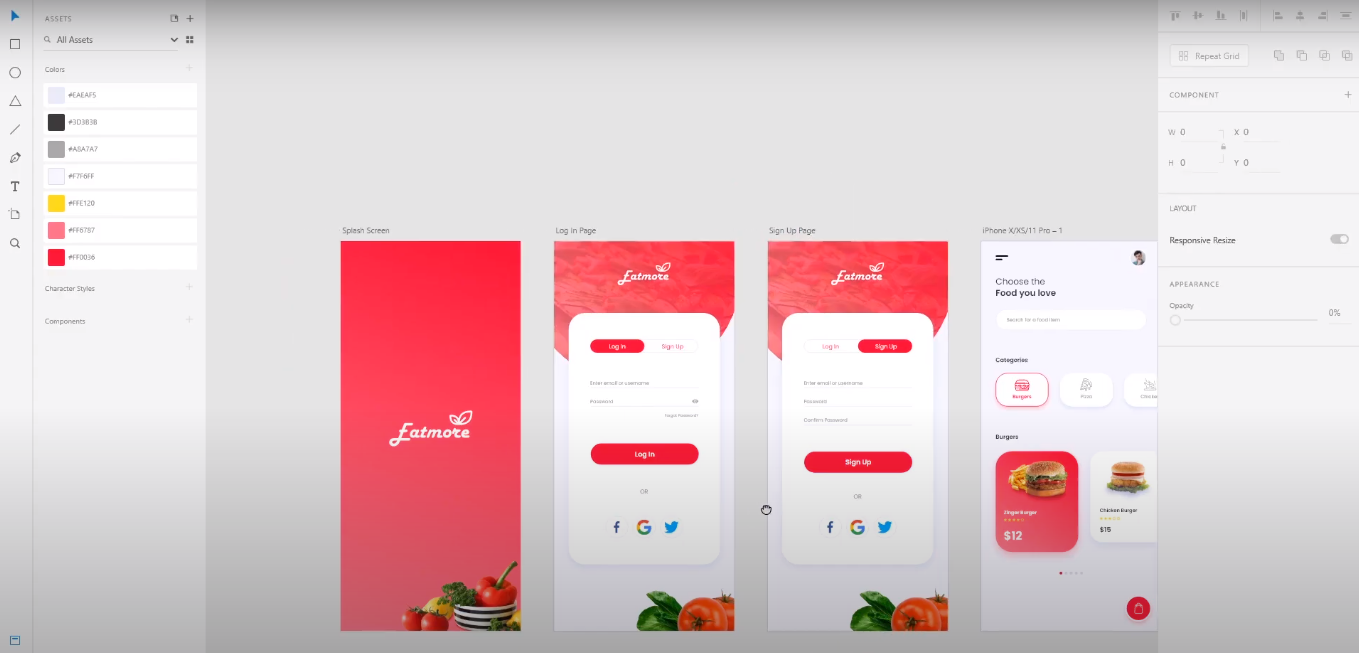 ASSETS
All Assets
Colors
#EAEAF5
#3D3B3B
#A8A7A7
#F7F6FF
#FFE120
#FF6787
#FF0036
Character Styles
Components
Splash Screen
Eatmore
Log in Page
Eatmore
Log In
Sign Up
Enter email or username
Password
Forgot Password?
Log In
OR
Sign Up Page
Eatmore
Log In
Sign Up
Enter email or username
Password
Confirm Password
Sign Up
OR
iPhone X/XS/11 Pro – 1
Choose the
Food you love
Search for a food item
Categories
Burgers
Pizza
Burgers
Zinger Burger
$12
Chicken Burger
$15
Repeat Grid
COMPONENT
W 0
X 0
H 0
Y 0
LAYOUT
Responsive Resize
APPEARANCE
Opacity
0%